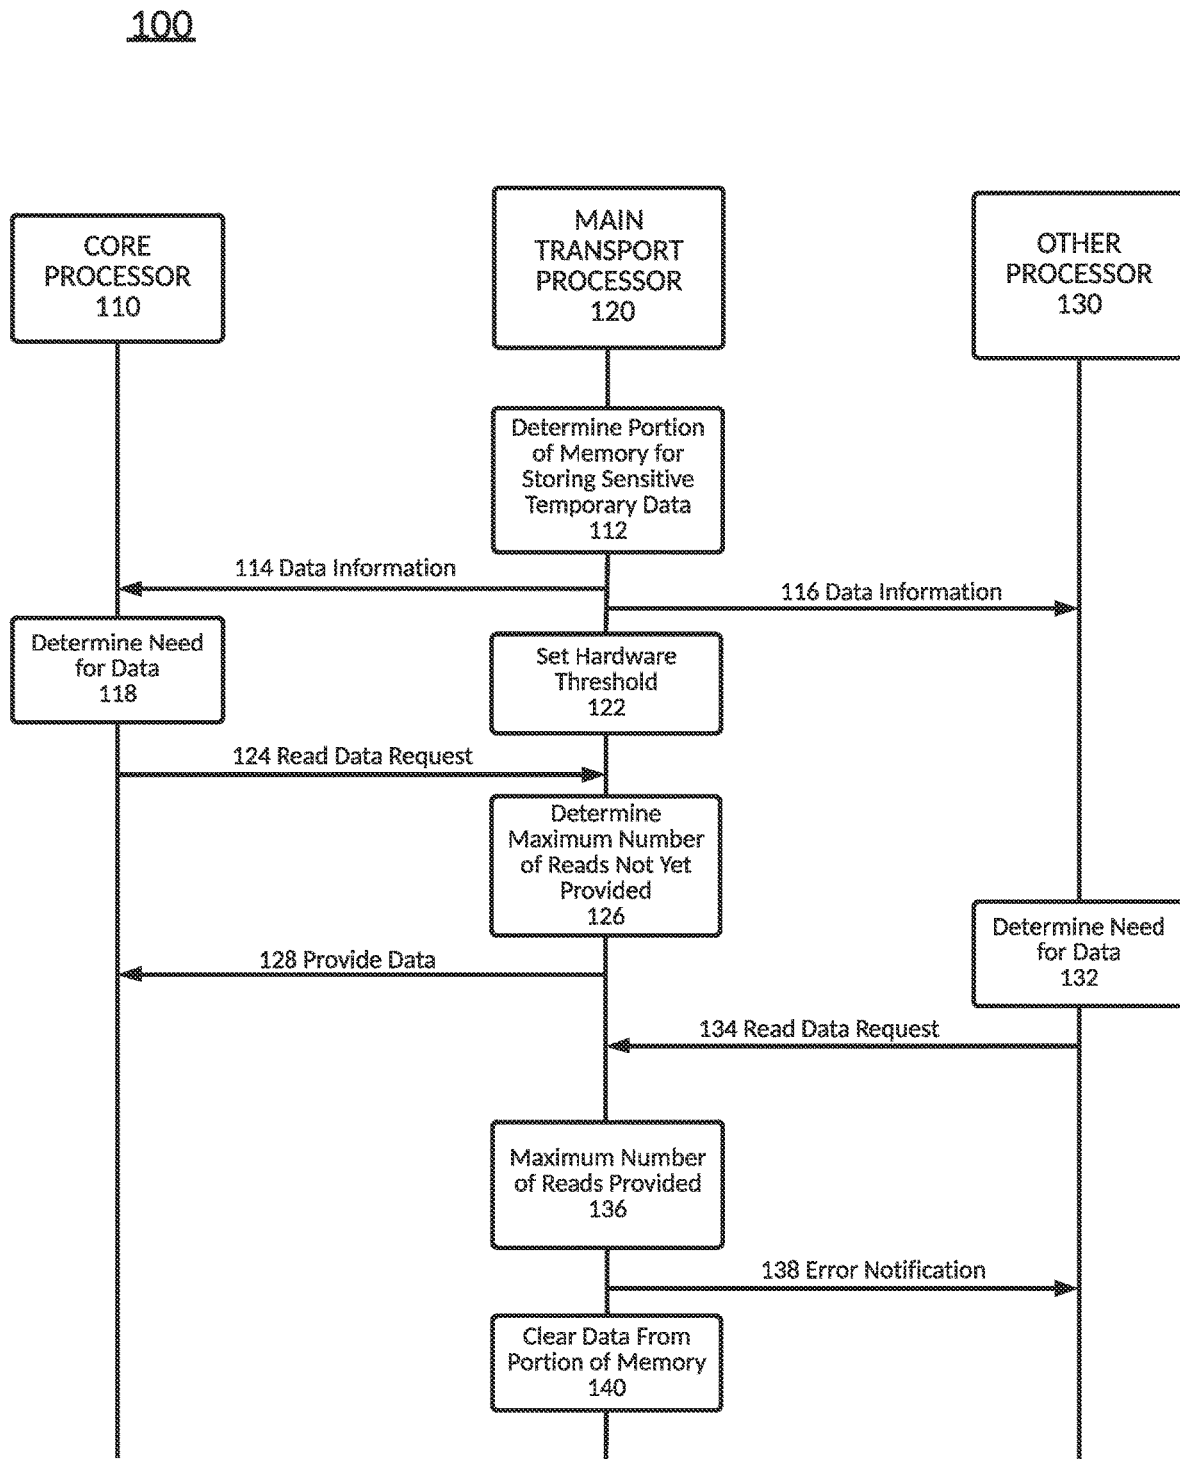 100
CORE
PROCESSOR
110
MAIN
TRANSPORT
PROCESSOR
120
OTHER
PROCESSOR
130
Determine Portion
of Memory for
Storing Sensitive
Temporary Data
112
114 Data Information
116 Data Information
Determine Need
for Data
118
Set Hardware
Threshold
122
124 Read Data Request
Determine
Maximum Number
of Reads Not Yet
Provided
126
128 Provide Data
Determine Need
for Data
132
134 Read Data Request
Maximum Number
of Reads Provided
136
138 Error Notification
Clear Data From
Portion of Memory
140